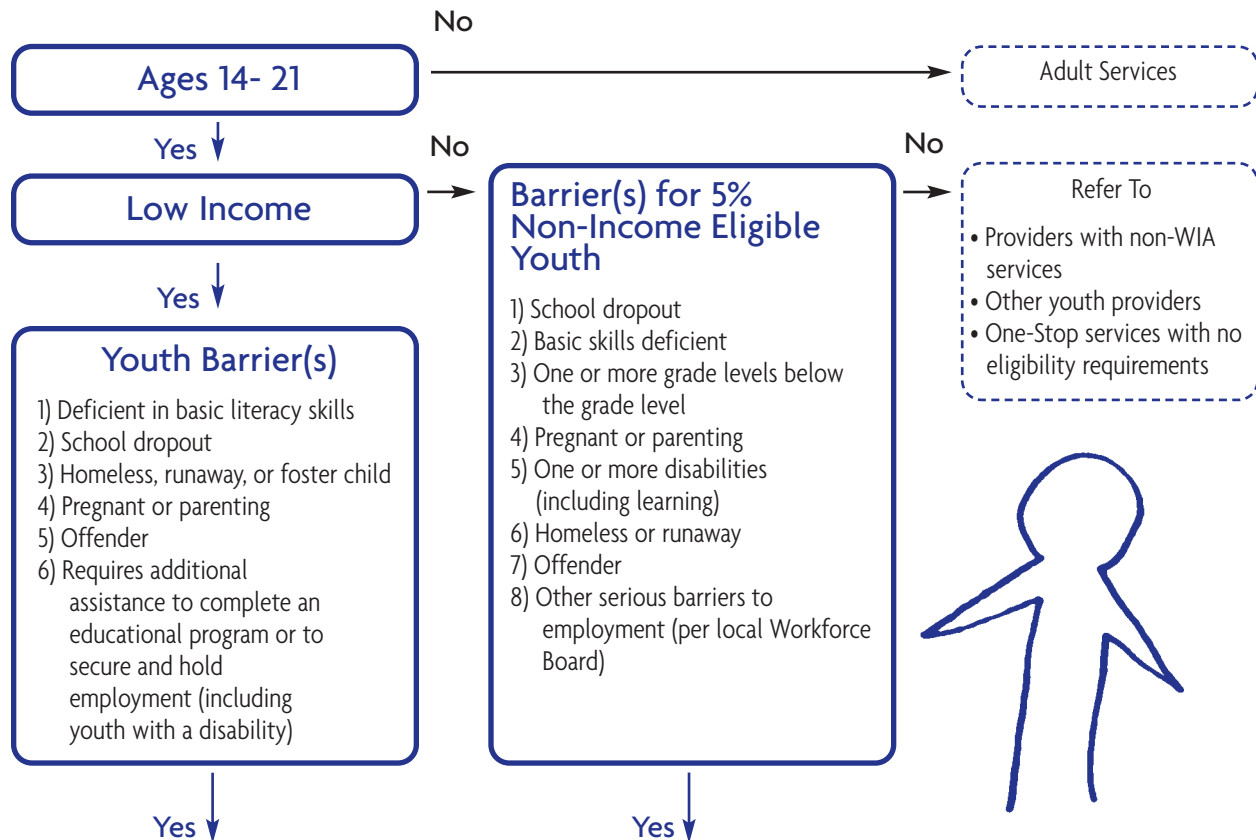 No
Ages 14- 21
Adult Services
Yes
No
No
Low Income
Barrier(s) for 5%
Non-Income Eligible
Youth
1) School dropout
2) Basic skills deficient
3) One or more grade levels below
the grade level
4) Pregnant or parenting
5) One or more disabilities
(including learning)
6) Homeless or runaway
7) Offender
8) Other serious barriers to
employment (per local Workforce
Board)
Refer To
• Providers with non-WIA
services
• Other youth providers
• One-Stop services with no
eligibility requirements
Yes
Youth Barrier(s)
1) Deficient in basic literacy skills
2) School dropout
3) Homeless, runaway, or foster child
4) Pregnant or parenting
5) Offender
6) Requires additional
assistance to complete an
educational program or to
secure and hold
employment (including
youth with a disability)
Yes
Yes